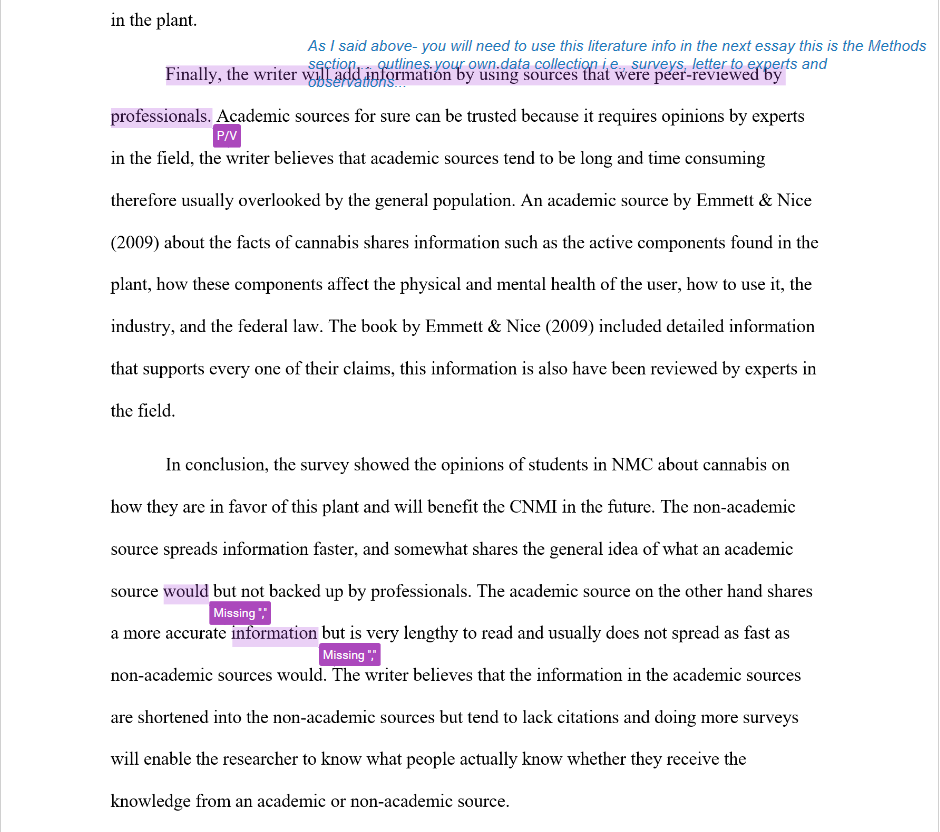 in the plant.
As I said above- you will need to use this literature info in the next essay this is the Methods
section... outlines your own data collection i.e., surveys, letter to experts and
observations...
Finally, the writer will add information by using sources that were peer-reviewed by
professionals. Academic sources for sure can be trusted because it requires opinions by experts
P/V
in the field, the writer believes that academic sources tend to be long and time consuming
therefore usually overlooked by the general population. An academic source by Emmett & Nice
(2009) about the facts of cannabis shares information such as the active components found in the
plant, how these components affect the physical and mental health of the user, how to use it, the
industry, and the federal law. The book by Emmett & Nice (2009) included detailed information
that supports every one of their claims, this information is also have been reviewed by experts in
the field.
In conclusion, the survey showed the opinions of students in NMC about cannabis on
how they are in favor of this plant and will benefit the CNMI in the future. The non-academic
source spreads information faster, and somewhat shares the general idea of what an academic
source would but not backed up by professionals. The academic source on the other hand shares
Missing ","
a more accurate information but is very lengthy to read and usually does not spread as fast as
Missing ","
non-academic sources would. The writer believes that the information in the academic sources
are shortened into the non-academic sources but tend to lack citations and doing more surveys
will enable the researcher to know what people actually know whether they receive the
knowledge from an academic or non-academic source.